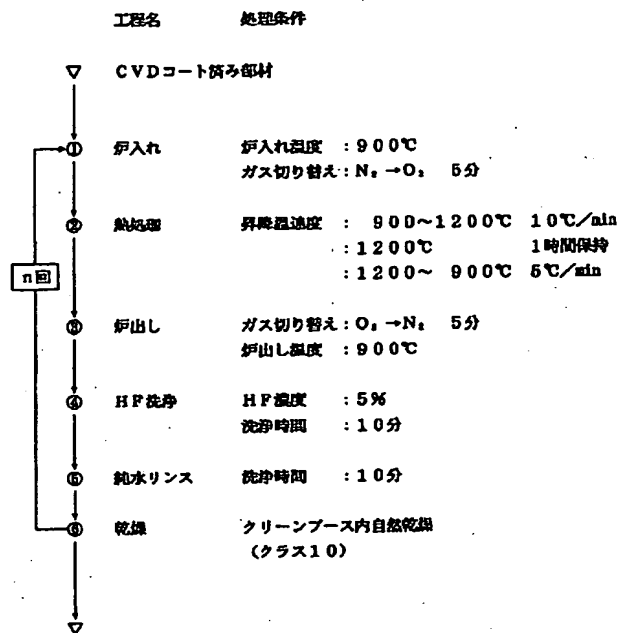 工程名 処理条件
▽ CVDコート済み部材
① 炉入れ 炉入れ温度 :900℃
ガス切り替え:N₂→O₂ 5分
② 熱処理 昇降温速度 : 900~1200℃ 10℃/min
:1200℃ 1時間保持
:1200~ 900℃ 5℃/min
n回
③ 炉出し ガス切り替え:O₂→N₂ 5分
炉出し温度 :900℃
④ HF洗浄 HF濃度 :5%
洗浄時間 :10分
⑤ 純水リンス 洗浄時間 :10分
⑥ 乾燥 クリーンブース内自然乾燥
(クラス10)
▽